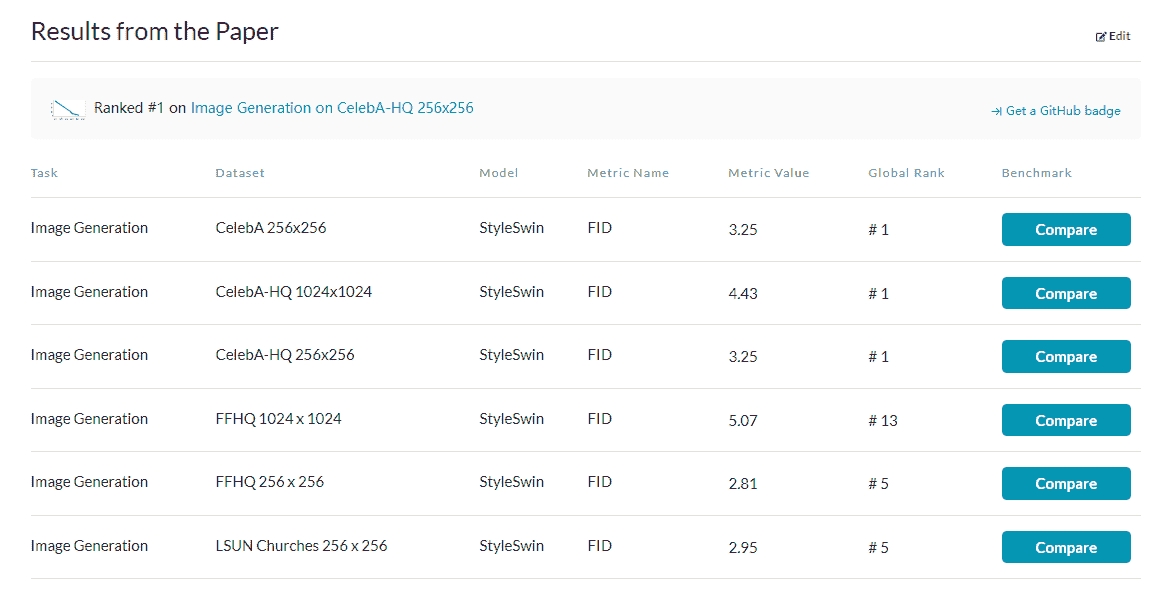 Results from the Paper
Edit
Ranked #1 on Image Generation on CelebA-HQ 256x256
Get a GitHub badge
Task Dataset Model Metric Name Metric Value Global Rank Benchmark
Image Generation CelebA 256x256 StyleSwin FID 3.25 # 1 Compare
Image Generation CelebA-HQ 1024x1024 StyleSwin FID 4.43 # 1 Compare
Image Generation CelebA-HQ 256x256 StyleSwin FID 3.25 # 1 Compare
Image Generation FFHQ 1024 x 1024 StyleSwin FID 5.07 # 13 Compare
Image Generation FFHQ 256 x 256 StyleSwin FID 2.81 # 5 Compare
Image Generation LSUN Churches 256 x 256 StyleSwin FID 2.95 # 5 Compare